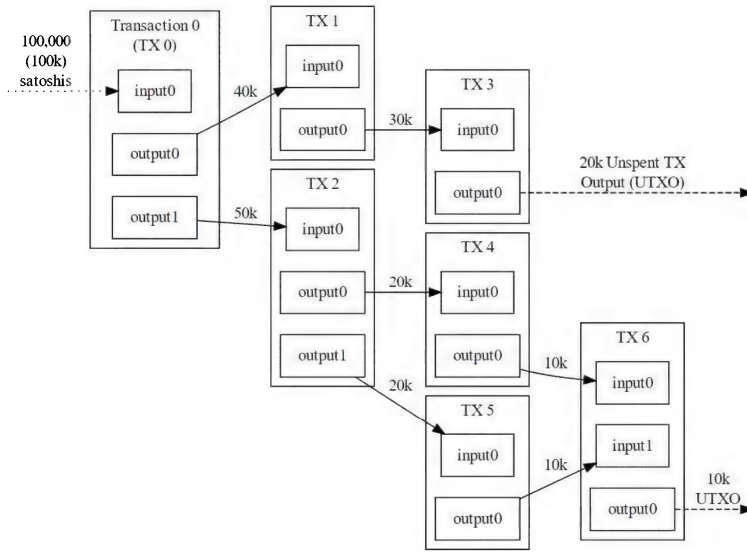 100,000
(100k)
satoshis
Transaction 0
(TX 0)
input0
output0
output1
40k
50k
TX 1
input0
output0
30k
TX 2
input0
output0
output1
20k
20k
TX 3
input0
output0
20k Unspent TX
Output (UTXO)
TX 4
input0
output0
10k
TX 5
input0
output0
10k
TX 6
input0
input1
output0
10k
UTXO